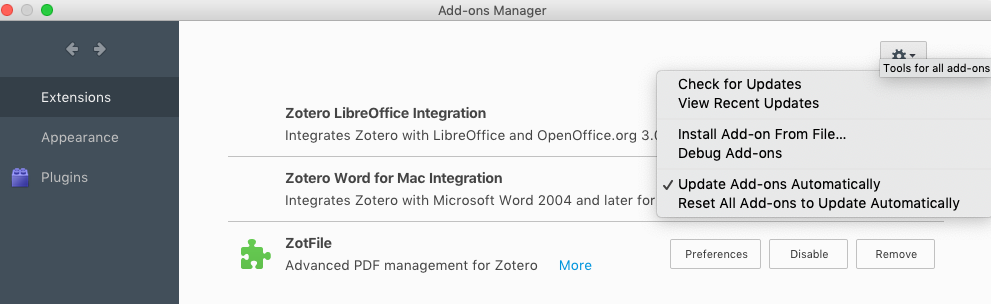 Add-ons Manager
Tools for all add-ons
Extensions
Appearance
Plugins
Check for Updates
View Recent Updates
Install Add-on From File...
Debug Add-ons
Update Add-ons Automatically
Reset All Add-ons to Update Automatically
Zotero LibreOffice Integration
Integrates Zotero with LibreOffice and OpenOffice.org 3.0
Zotero Word for Mac Integration
Integrates Zotero with Microsoft Word 2004 and later for
ZotFile
Advanced PDF management for Zotero More
Preferences Disable Remove